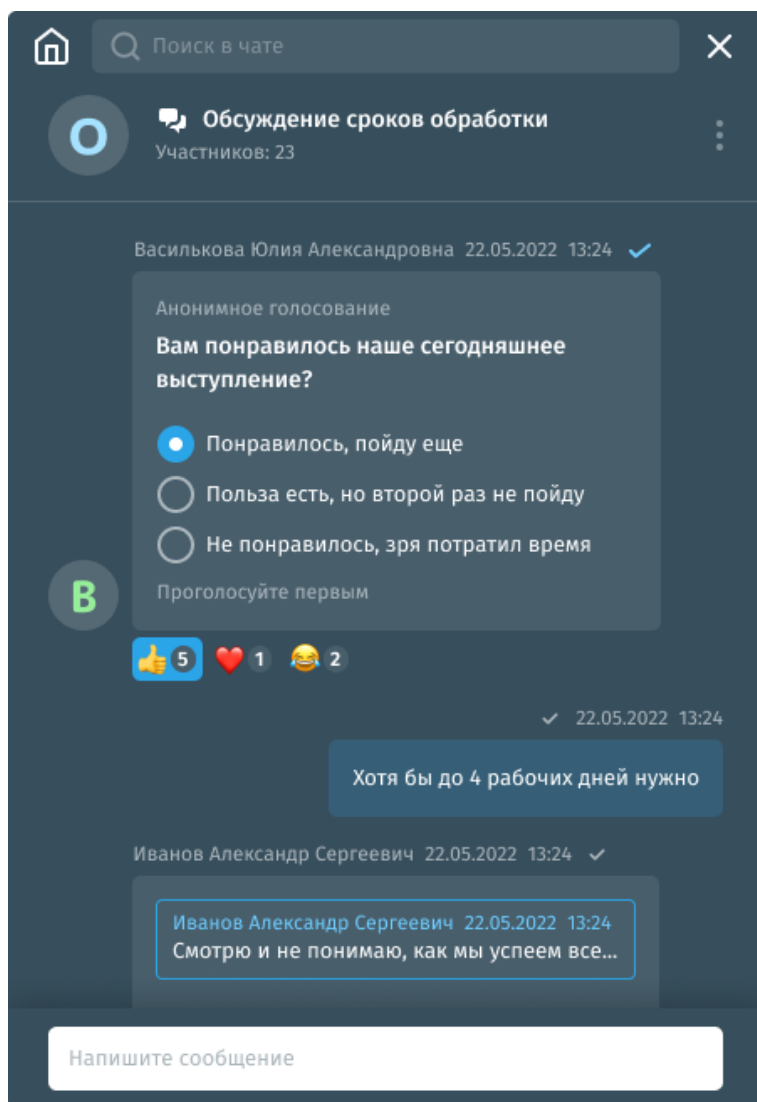 Поиск в чате
О
Обсуждение сроков обработки
Участников: 23
Василькова Юлия Александровна 22.05.2022 13:24
Анонимное голосование
Вам понравилось наше сегодняшнее
выступление?
Понравилось, пойду еще
Польза есть, но второй раз не пойду
Не понравилось, зря потратил время
Проголосуйте первым
В
5 1 2
22.05.2022 13:24
Хотя бы до 4 рабочих дней нужно
Иванов Александр Сергеевич 22.05.2022 13:24
Иванов Александр Сергеевич 22.05.2022 13:24
Смотрю и не понимаю, как мы успеем все...
Напишите сообщение